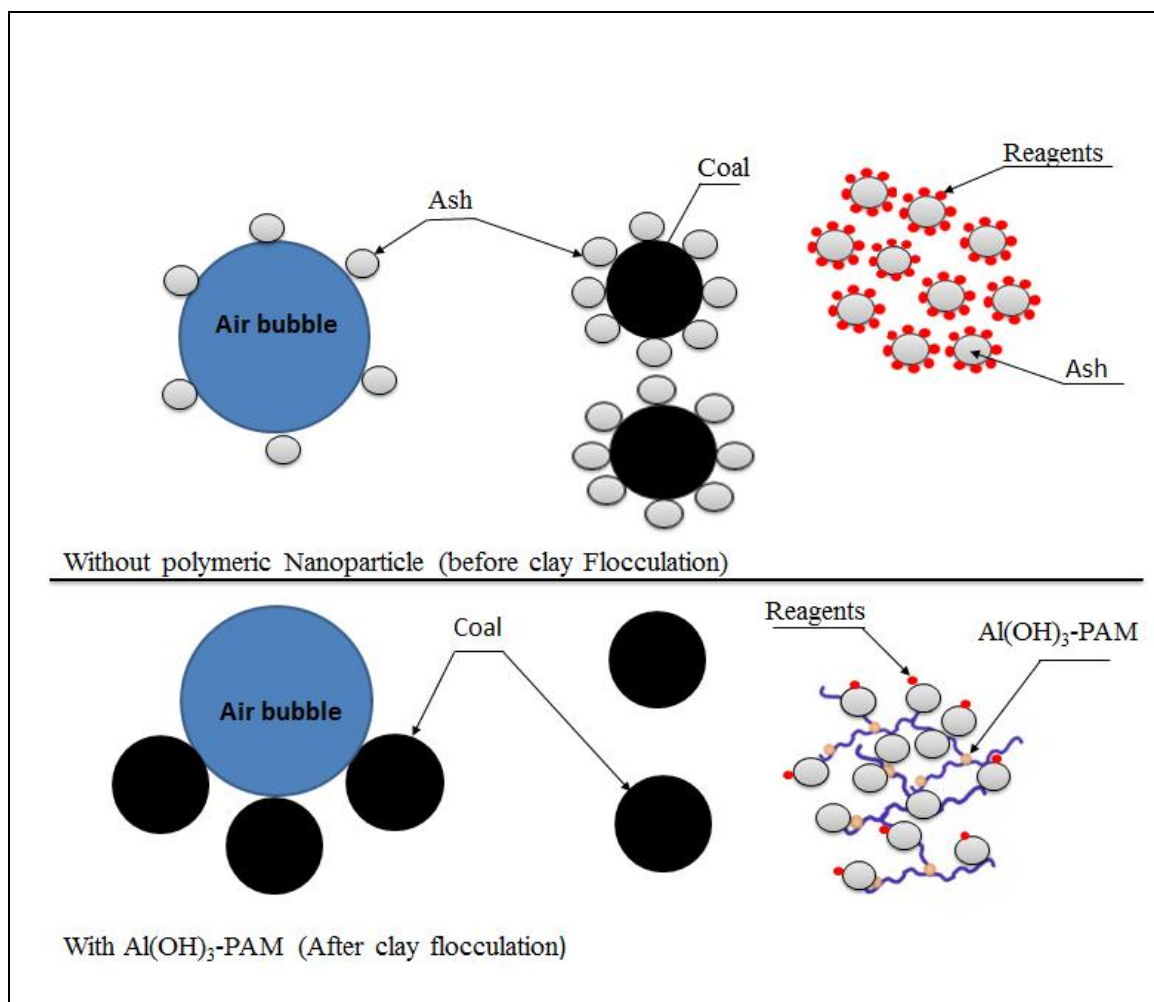 Reagents
Coal
Ash
Air bubble
Ash
Without polymeric Nanoparticle (before clay Flocculation)
Reagents
Coal
Al(OH)₃-PAM
Air bubble
With Al(OH)₃-PAM (After clay flocculation)